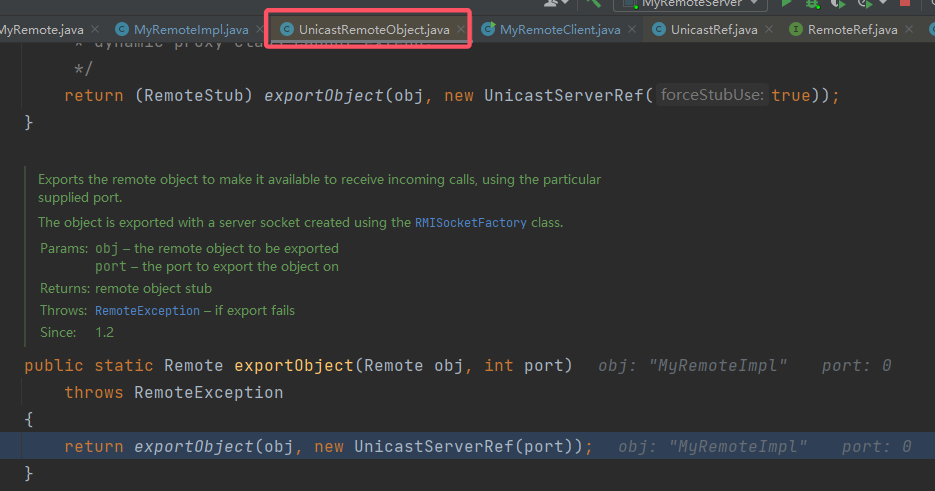 MyRemoteServer
MyRemote.java MyRemoteImpl.java UnicastRemoteObject.java MyRemoteClient.java UnicastRef.java RemoteRef.java
*/
return (RemoteStub) exportObject(obj, new UnicastServerRef( forceStubUse: true));
}
Exports the remote object to make it available to receive incoming calls, using the particular
supplied port.
The object is exported with a server socket created using the RMISocketFactory class.
Params: obj – the remote object to be exported
port – the port to export the object on
Returns: remote object stub
Throws: RemoteException – if export fails
Since: 1.2
public static Remote exportObject(Remote obj, int port) obj: "MyRemoteImpl" port: 0
throws RemoteException
{
return exportObject(obj, new UnicastServerRef(port)); obj: "MyRemoteImpl" port: 0
}